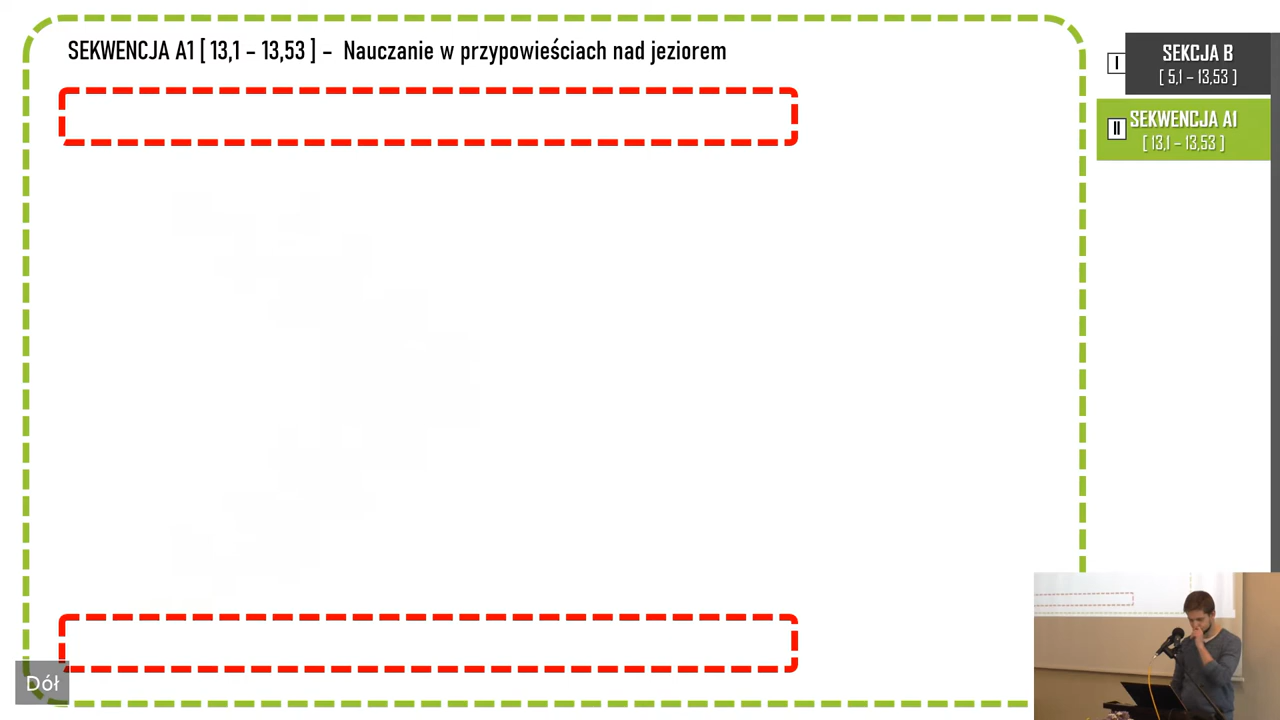 SEKWENCJA A1 [ 13,1 – 13,53 ] – Nauczanie w przypowieściach nad jeziorem
I
SEKCJA B
[ 5,1 – 13,53 ]
II
SEKWENCJA A1
[ 13,1 – 13,53 ]
Dół